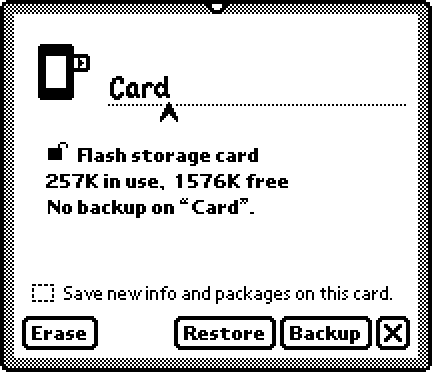 Card
Flash storage card
257K in use, 1576K free
No backup on “Card”.
Save new info and packages on this card.
Erase Restore Backup X